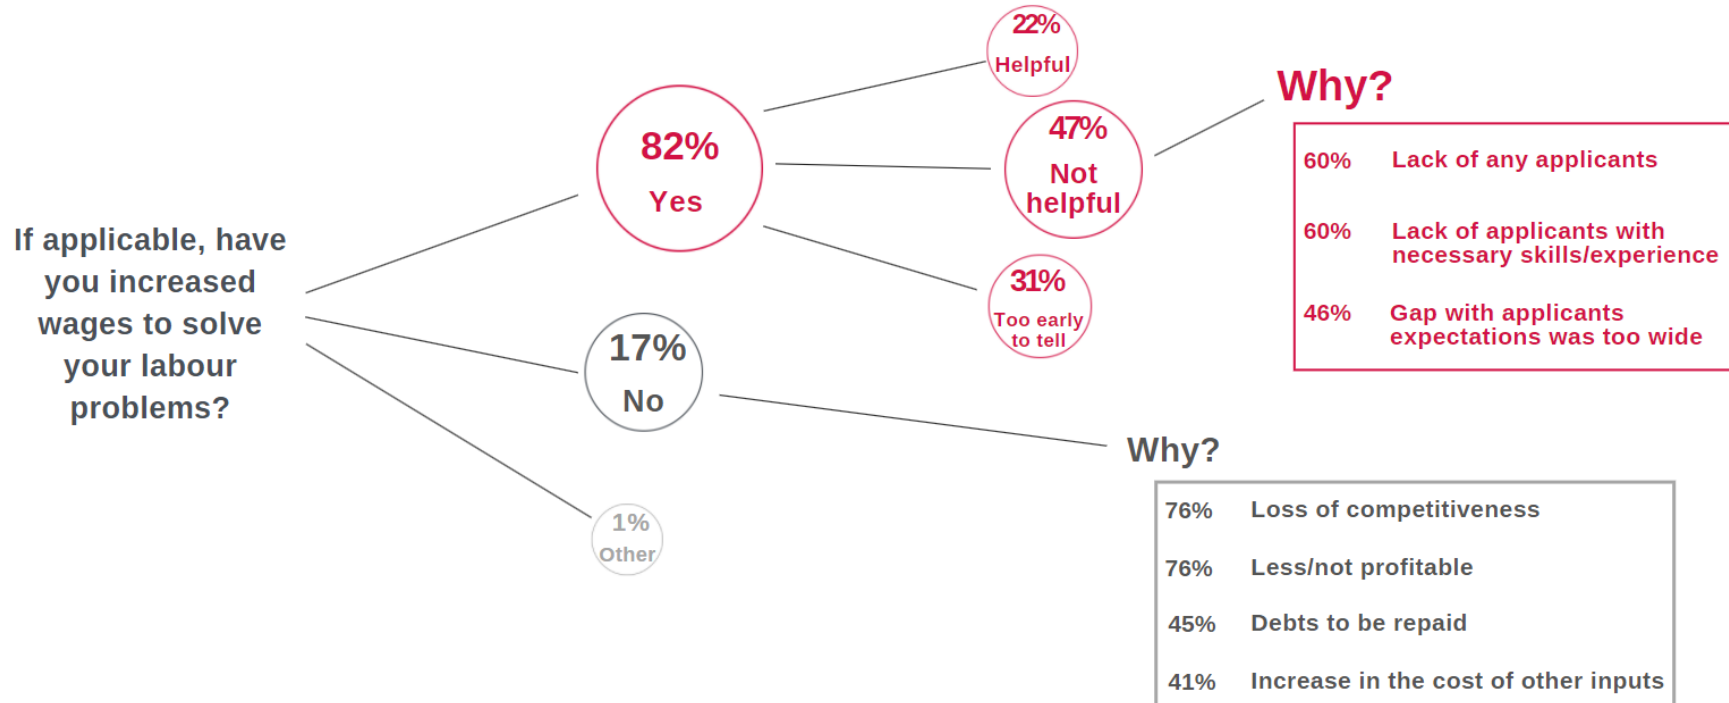 If applicable, have
you increased
wages to solve
your labour
problems?
82%
Yes
22%
Helpful
47%
Not
helpful
31%
Too early
to tell
Why?
60% Lack of any applicants
60% Lack of applicants with
necessary skills/experience
46% Gap with applicants
expectations was too wide
17%
No
Why?
76% Loss of competitiveness
76% Less/not profitable
45% Debts to be repaid
41% Increase in the cost of other inputs
1%
Other